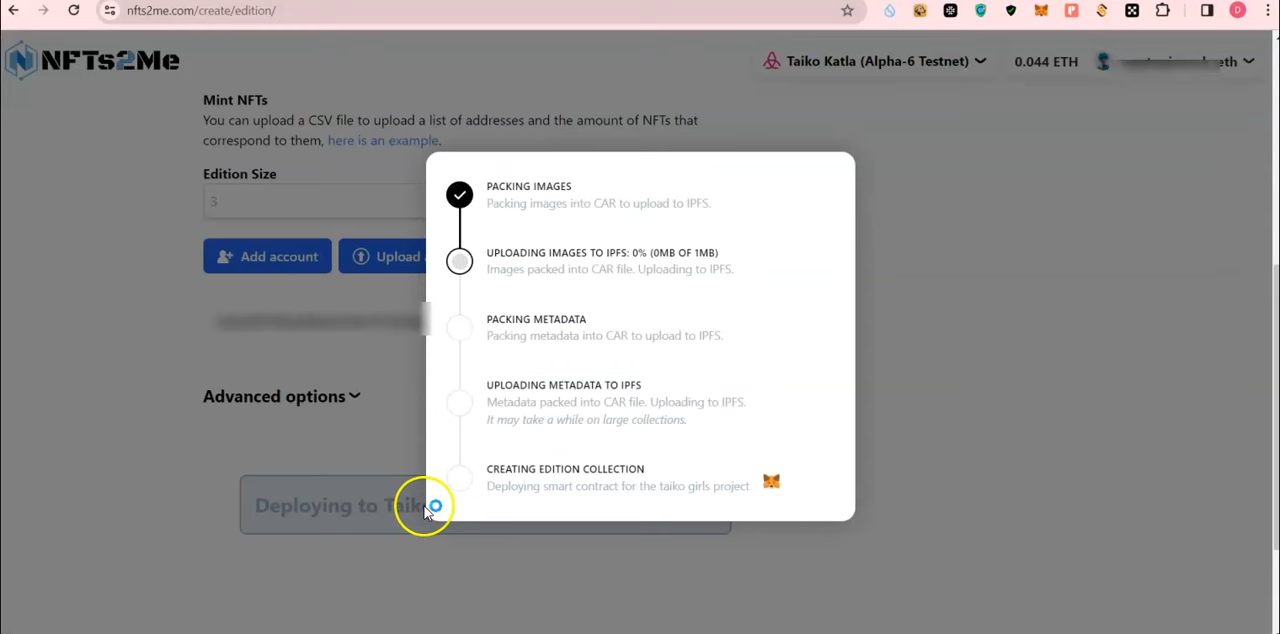 nfts2me.com/create/edition/
D
NFTs2Me
Taiko Katla (Alpha-6 Testnet)
0.044 ETH
eth
Mint NFTs
You can upload a CSV file to upload a list of addresses and the amount of NFTs that
correspond to them, here is an example.
Edition Size
3
Add account
Upload
PACKING IMAGES
Packing images into CAR to upload to IPFS.
UPLOADING IMAGES TO IPFS: 0% (0MB OF 1MB)
Images packed into CAR file. Uploading to IPFS.
PACKING METADATA
Packing metadata into CAR to upload to IPFS.
UPLOADING METADATA TO IPFS
Metadata packed into CAR file. Uploading to IPFS.
It may take a while on large collections.
CREATING EDITION COLLECTION
Deploying smart contract for the taiko girls project
Advanced options
Deploying to Taik